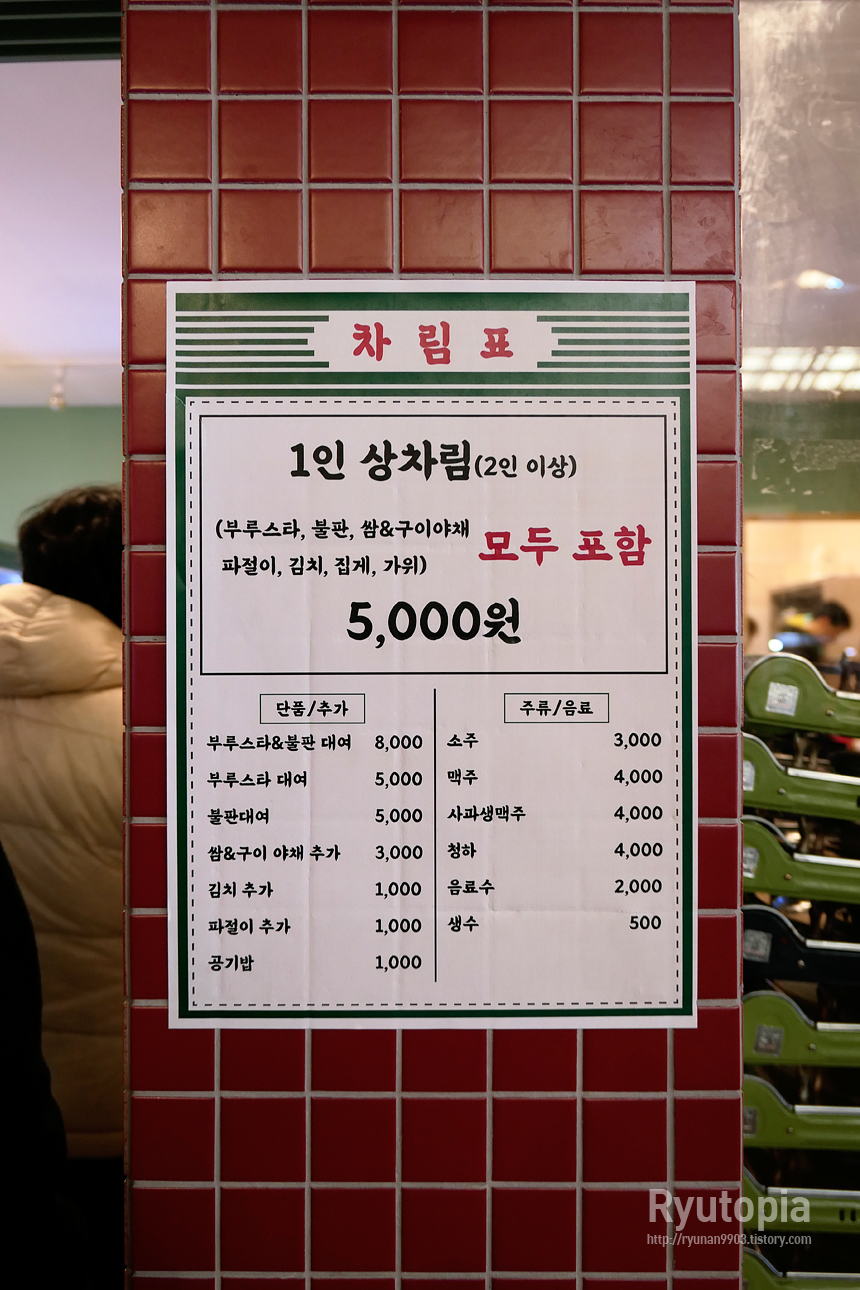 차림표
1인 상차림(2인 이상)
(부루스타, 불판, 쌈&구이야채
파절이, 김치, 집게, 가위)
모두 포함
5,000원
단품/추가
부루스타&불판 대여 8,000
부루스타 대여 5,000
불판대여 5,000
쌈&구이 야채 추가 3,000
김치 추가 1,000
파절이 추가 1,000
공기밥 1,000
주류/음료
소주 3,000
맥주 4,000
사파생맥주 4,000
청하 4,000
음료수 2,000
생수 500
Ryutopia
http://ryunan9903.tistory.com